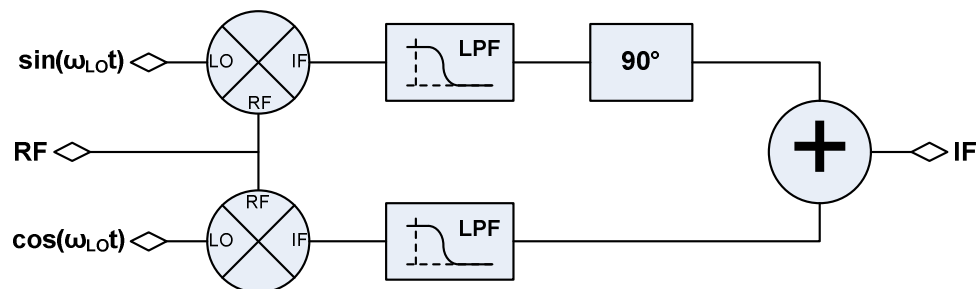 sin(ωLOt)
LO
IF
RF
LPF
90°
RF
+
IF
RF
cos(ωLOt)
LO
IF
LPF